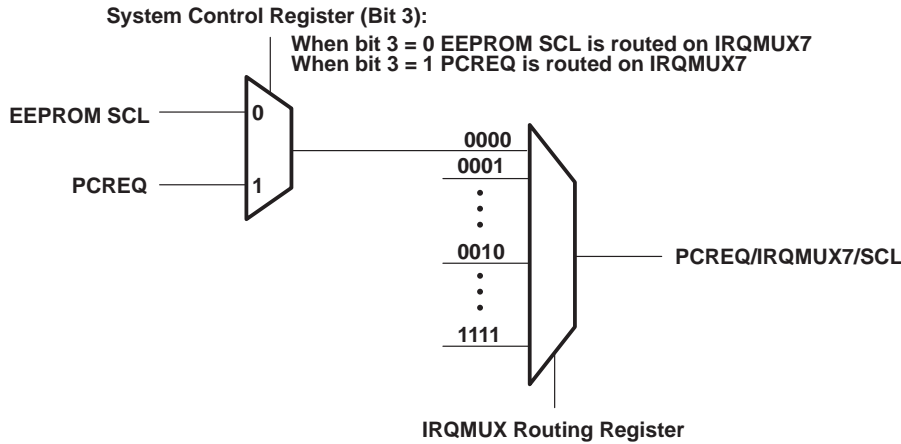 System Control Register (Bit 3):
When bit 3 = 0 EEPROM SCL is routed on IRQMUX7
When bit 3 = 1 PCREQ is routed on IRQMUX7
EEPROM SCL
0
PCREQ
1
0000
0001
0010
1111
PCREQ/IRQMUX7/SCL
IRQMUX Routing Register